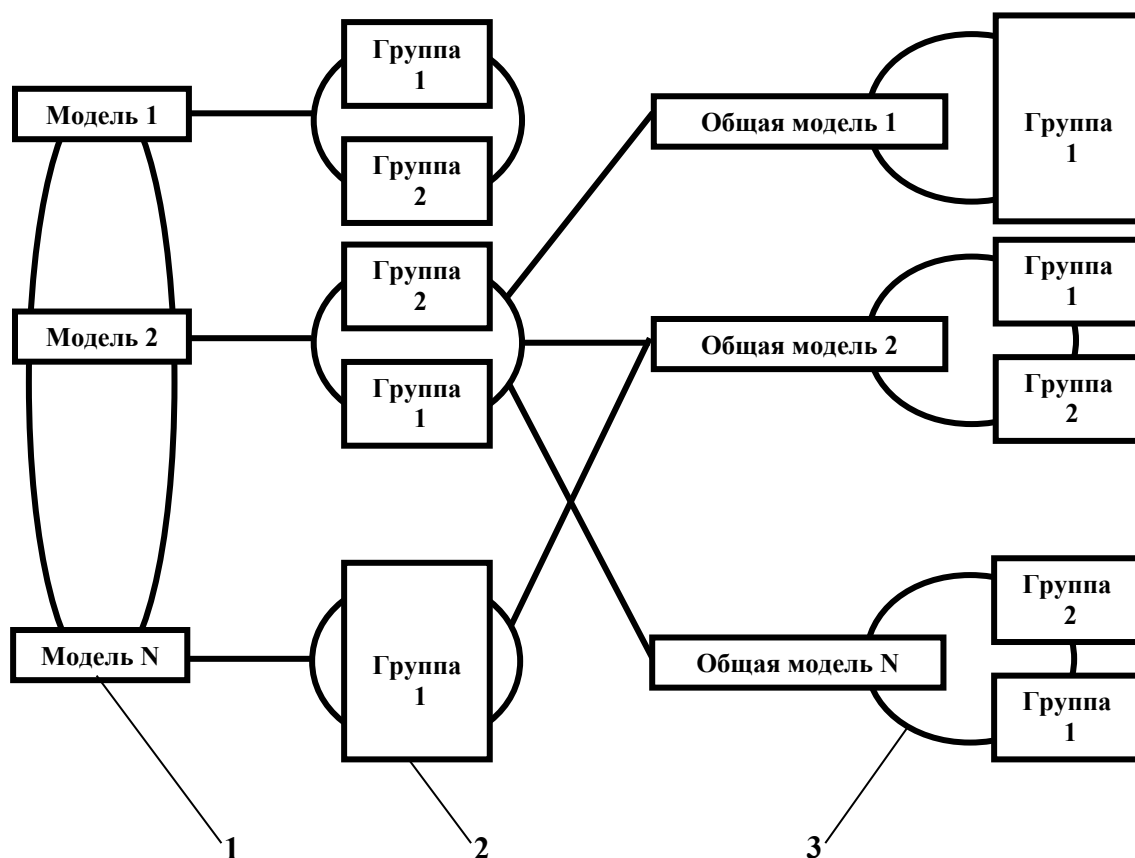 Группа
1
Группа
2
Модель 1
Общая модель 1
Группа
1
Группа
2
Группа
1
Модель 2
Общая модель 2
Группа
1
Группа
2
Группа
1
Модель N
Общая модель N
Группа
2
Группа
1
1
2
3